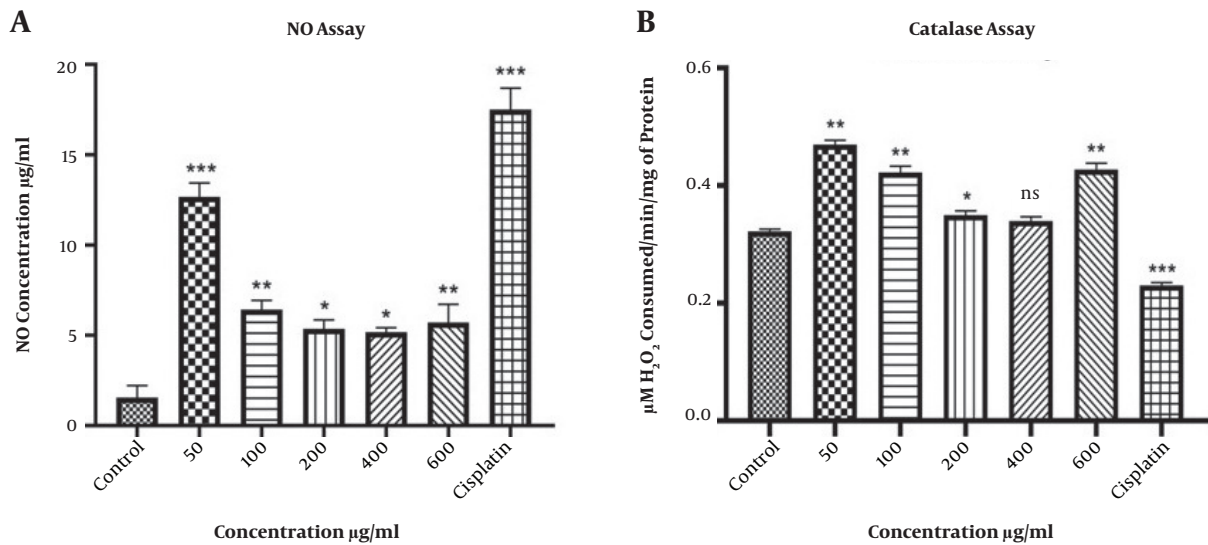 A
NO Assay
NO Concentration µg/ml
20
15
10
5
0
***
***
**
*
*
**
Control
50
100
200
400
600
Cisplatin
Concentration µg/ml
B
Catalase Assay
µM H₂O₂ Consumed/min/mg of Protein
0.6
0.4
0.2
0.0
**
**
*
ns
**
***
Control
50
100
200
400
600
Cisplatin
Concentration µg/ml